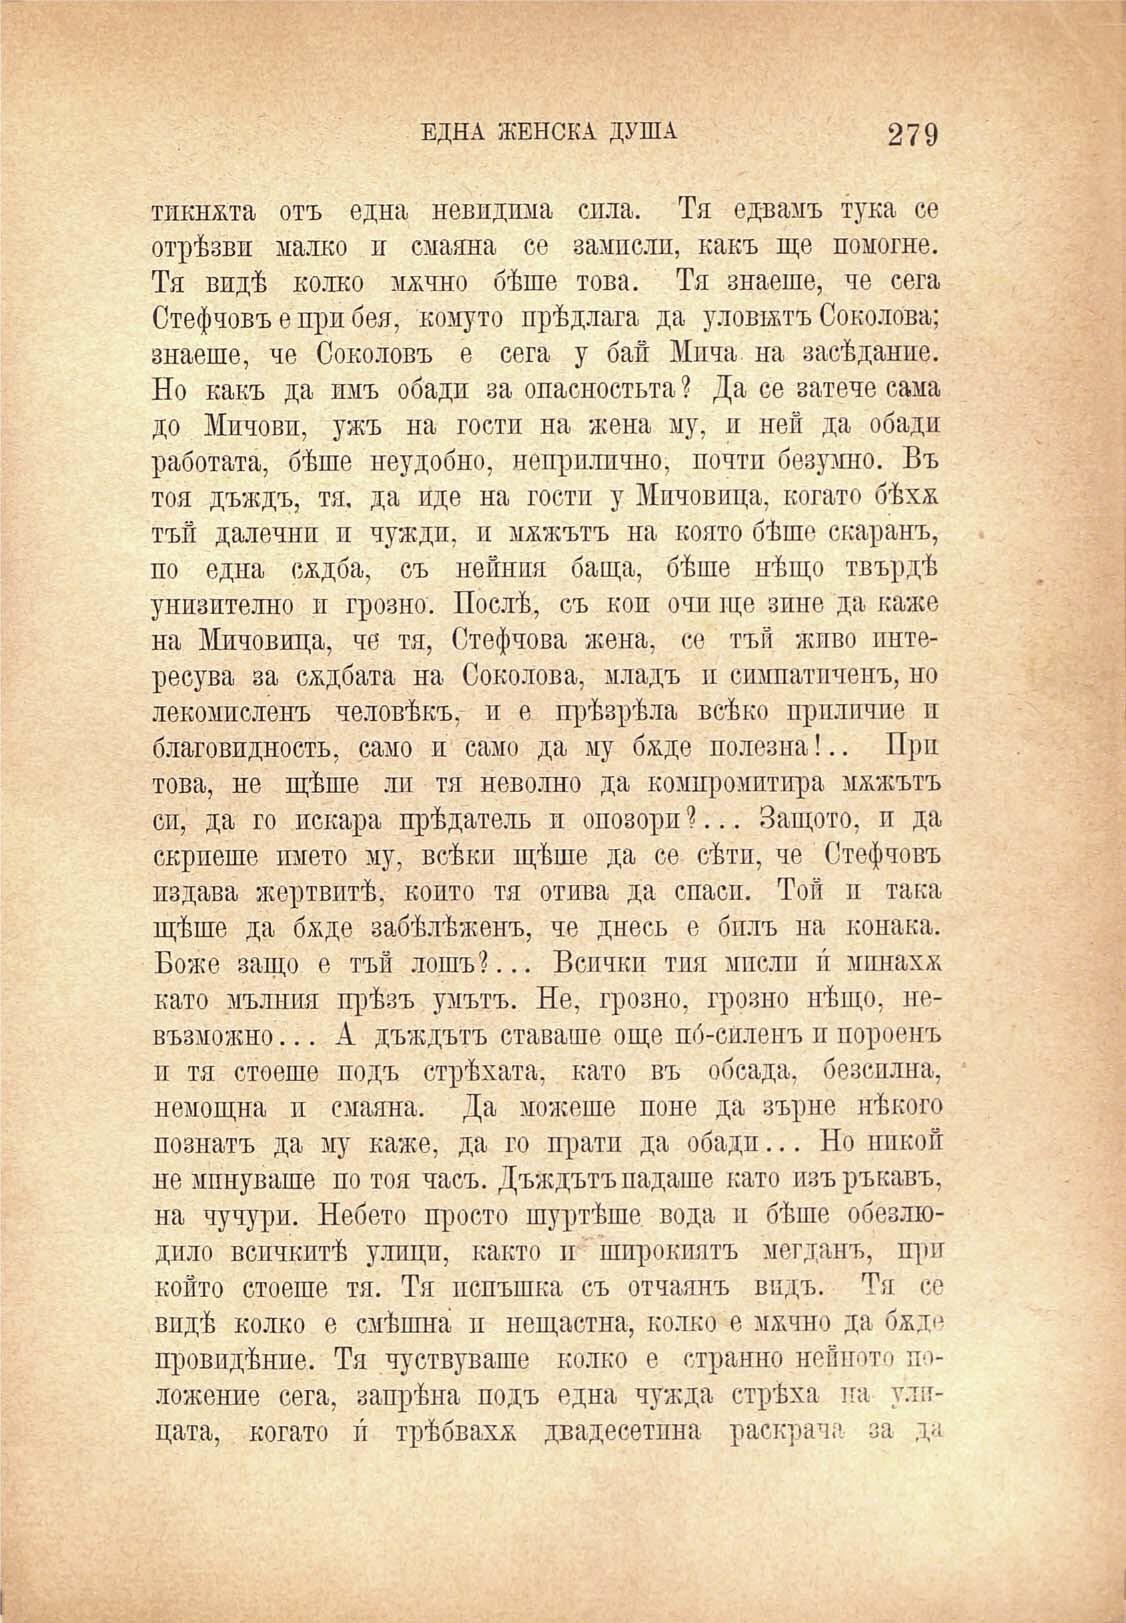 ЕДНА ЖЕНСКА ДУША 279
тикнѫта отъ една невидима сила. Тя едвамъ тука се
отрѣзви малко и смаяна се замисли, какъ ще помогне.
Тя видѣ колко мѫчно бѣше това. Тя знаеше, че сега
Стефчовъ е при бея, комуто прѣдлага да уловѭтъ Соколова;
знаеше, че Соколовъ е сега у бай Мича на засѣдание.
Но какъ да имъ обади за опасностьта? Да се затече сама
до Мичови, ужъ на гости на жена му, и ней да обади
работата, бѣше неудобно, неприлично, почти безумно. Въ
тоя дъждъ, тя, да иде на гости у Мичовица, когато бѣхѫ
тъй далечни и чужди, и мѫжътъ на която бѣше скаранъ,
по една сѫдба, съ нейния баща, бѣше нѣщо твърдѣ
унизително и грозно. Послѣ, съ кои очи ще зине да каже
на Мичовица, че тя, Стефчова жена, се тъй живо инте-
ресува за сѫдбата на Соколова, младъ и симпатиченъ, но
лекомисленъ человѣкъ, и е прѣзрѣла всѣко приличие и
благовидность, само и само да му бѫде полезна!.. При
това, не щѣше ли тя неволно да компромитира мѫжътъ
си, да го искара прѣдатель и опозори?... Защото, и да
скриеше името му, всѣки щѣше да се сѣти, че Стефчовъ
издава жертвитѣ, които тя отива да спаси. Той и така
щѣше да бѫде забѣлѣженъ, че днесь е билъ на конака.
Боже защо е тъй лошъ?... Всички тия мисли ѝ минахѫ
като мълния прѣзъ умътъ. Не, грозно, грозно нѣщо, не-
възможно... А дъждътъ ставаше още по́-силенъ и пороенъ
и тя стоеше подъ стрѣхата, като въ обсада, безсилна,
немощна и смаяна. Да можеше поне да зърне нѣкого
познатъ да му каже, да го прати да обади... Но никой
не минуваше по тоя часъ. Дъждътъ падаше като изъ ръкавъ,
на чучури. Небето просто шуртѣше вода и бѣше обезлю-
дило всичкитѣ улици, както и широкиятъ мегданъ, при
който стоеше тя. Тя испъшка съ отчаянъ видъ. Тя се
видѣ колко е смѣшна и нещастна, колко е мѫчно да бѫде
провидѣние. Тя чуствуваше колко е странно нейното по-
ложение сега, запрѣна подъ една чужда стрѣха на ули-
цата, когато ѝ трѣбвахѫ двадесетина раскрача за да